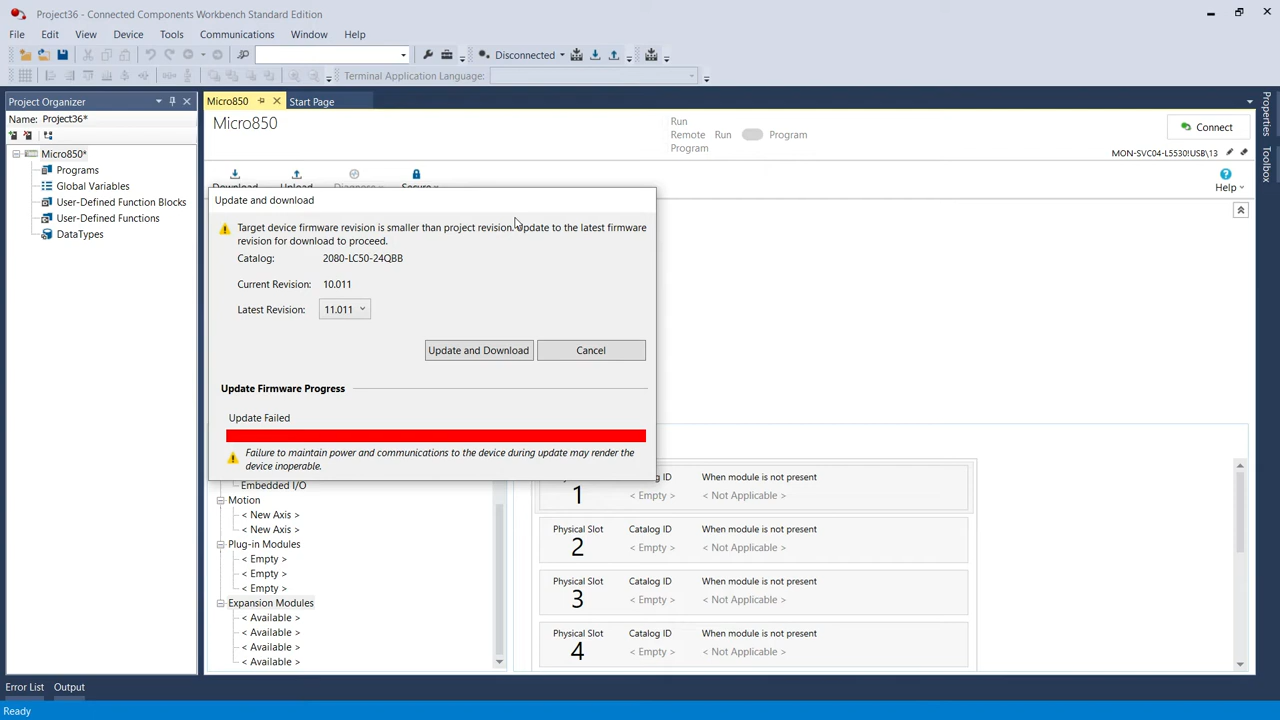 Project36 - Connected Components Workbench Standard Edition
File Edit View Device Tools Communications Window Help
Disconnected
Terminal Application Language:
Project Organizer
Name: Project36*
Micro850*
Programs
Global Variables
User-Defined Function Blocks
User-Defined Functions
DataTypes
Micro850 Start Page
Micro850
Run
Remote Run Program
Program
Connect
MON-SVC04-L5530!USB\13
Download Upload Diagnose Secure
Help
Update and download
Target device firmware revision is smaller than project revision. Update to the latest firmware
revision for download to proceed.
Catalog: 2080-LC50-24QBB
Current Revision: 10.011
Latest Revision: 11.011
Update and Download Cancel
Update Firmware Progress
Update Failed
Failure to maintain power and communications to the device during update may render the
device inoperable.
Embedded I/O
Motion
< New Axis >
< New Axis >
Plug-in Modules
< Empty >
< Empty >
< Empty >
Expansion Modules
< Available >
< Available >
< Available >
< Available >
g ID When module is not present
1 < Empty > < Not Applicable >
Physical Slot Catalog ID When module is not present
2 < Empty > < Not Applicable >
Physical Slot Catalog ID When module is not present
3 < Empty > < Not Applicable >
Physical Slot Catalog ID When module is not present
4 < Empty > < Not Applicable >
Properties
Toolbox
Error List Output
Ready